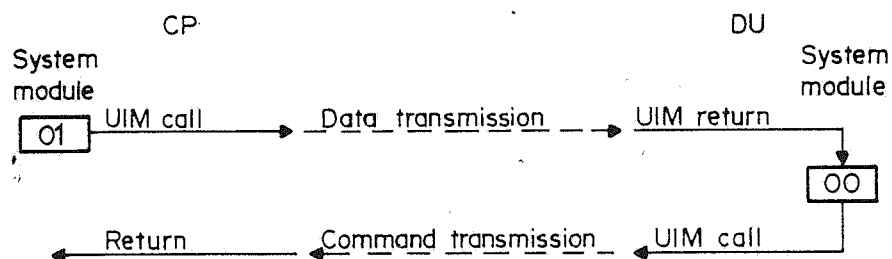 CP
DU
System
module
System
module
01
UIM call
Data transmission
UIM return
00
Return
Command transmission
UIM call